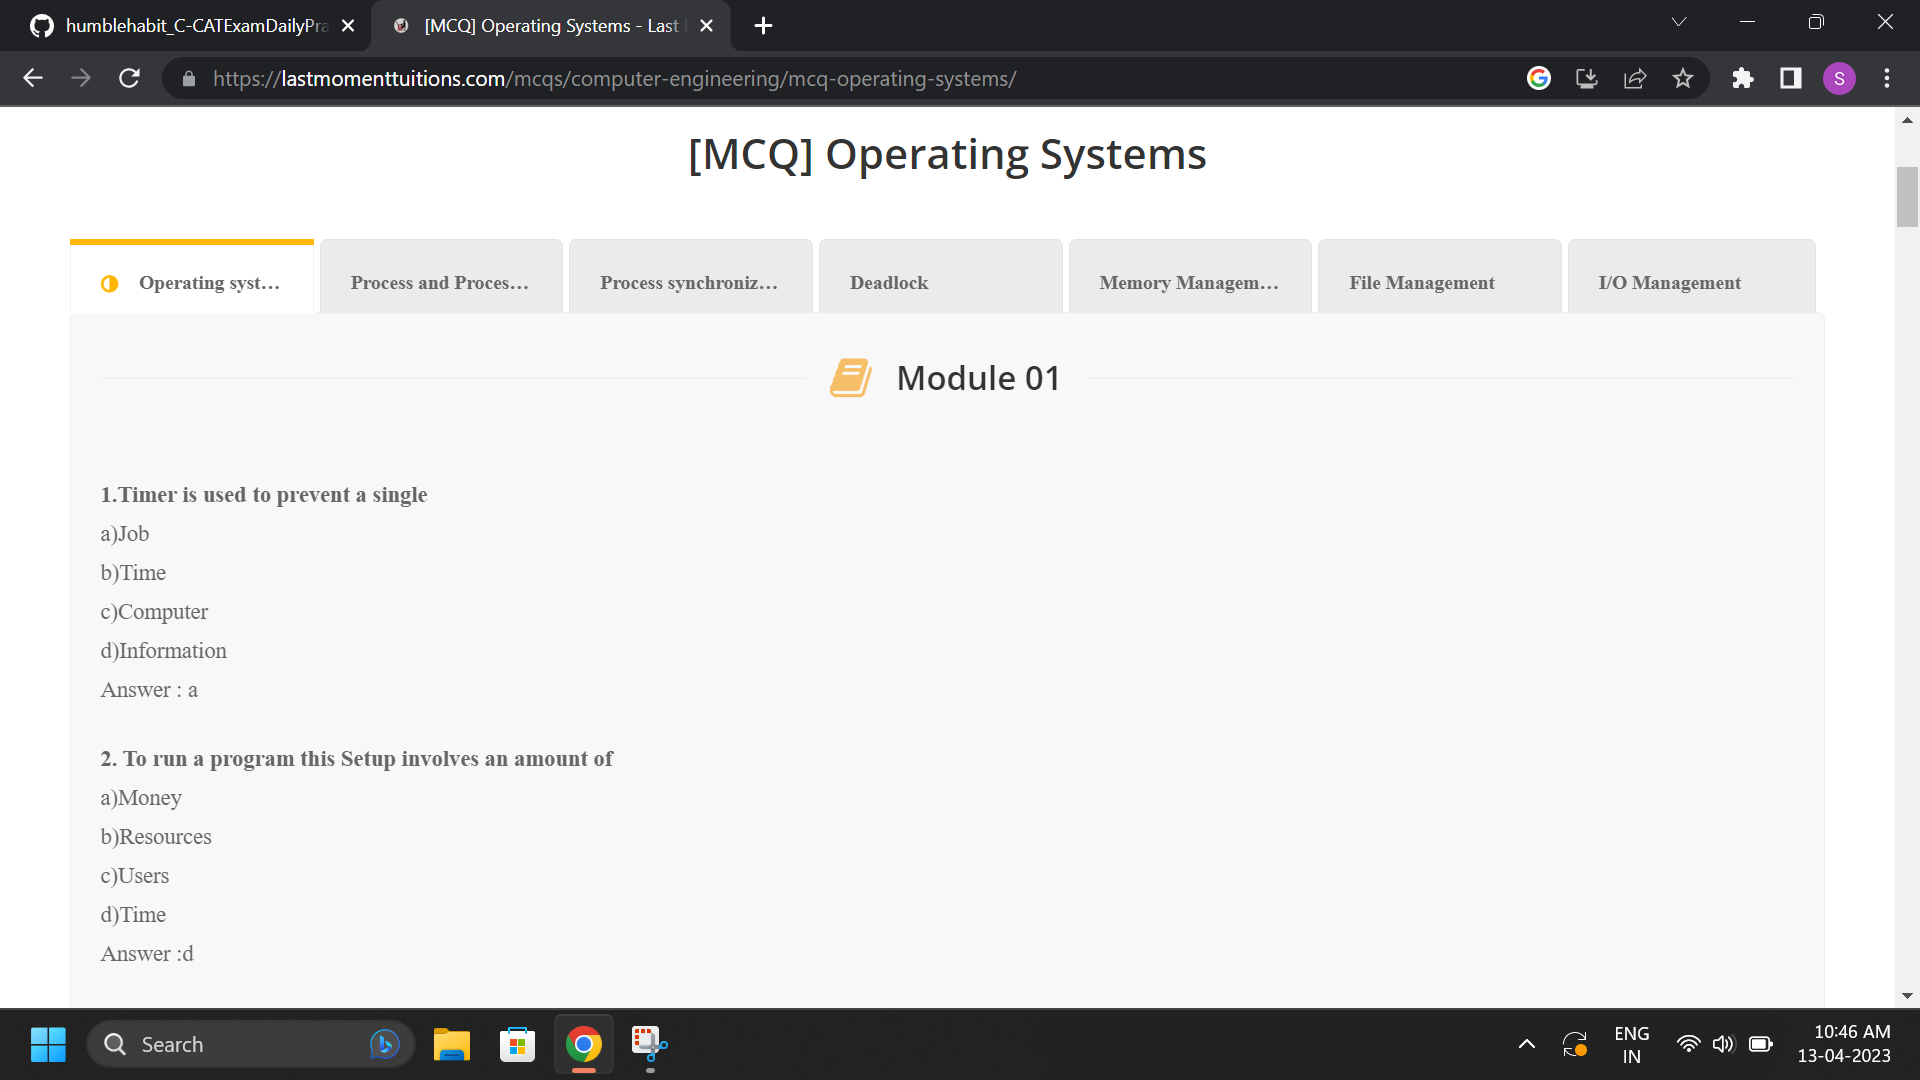 humblehabit_C-CATExamDailyPra
[MCQ] Operating Systems - Last
https://lastmomenttuitions.com/mcqs/computer-engineering/mcq-operating-systems/
S
[MCQ] Operating Systems
Operating syst...
Process and Proces...
Process synchroniz...
Deadlock
Memory Managem...
File Management
I/O Management
Module 01
1.Timer is used to prevent a single
a)Job
b)Time
c)Computer
d)Information
Answer : a
2. To run a program this Setup involves an amount of
a)Money
b)Resources
c)Users
d)Time
Answer :d
Search
ENG
IN
10:46 AM
13-04-2023